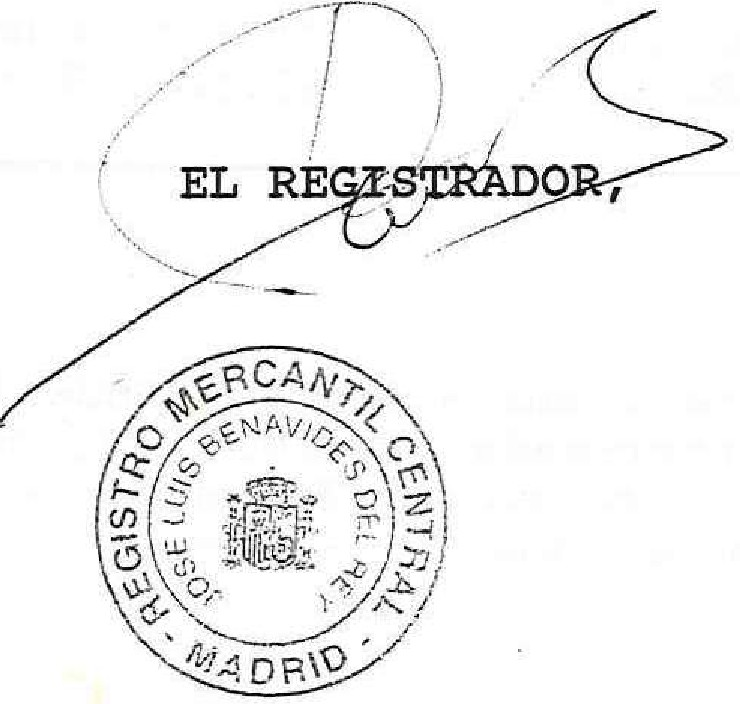 EL REGISTRADOR,
REGISTRO MERCANTIL CENTRAL
- MADRID -
JOSE LUIS BENAVIDES DEL REY